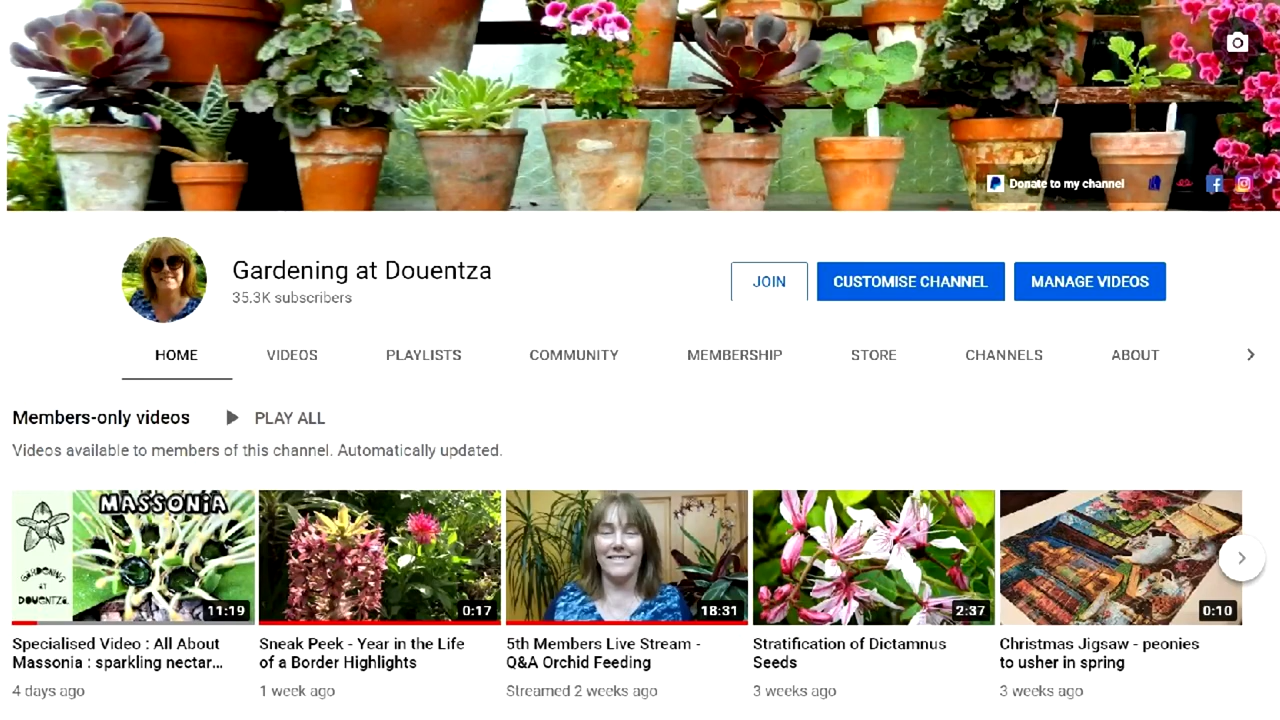 Donate to my channel
Gardening at Douentza
35.3K subscribers
JOIN
CUSTOMISE CHANNEL
MANAGE VIDEOS
HOME
VIDEOS
PLAYLISTS
COMMUNITY
MEMBERSHIP
STORE
CHANNELS
ABOUT
Members-only videos
PLAY ALL
Videos available to members of this channel. Automatically updated.
MASSONiA
GARDENING
AT
DOUENTZA
11:19
0:17
18:31
2:37
0:10
Specialised Video : All About
Massonia : sparkling nectar...
4 days ago
Sneak Peek - Year in the Life
of a Border Highlights
1 week ago
5th Members Live Stream -
Q&A Orchid Feeding
Streamed 2 weeks ago
Stratification of Dictamnus
Seeds
3 weeks ago
Christmas Jigsaw - peonies
to usher in spring
3 weeks ago